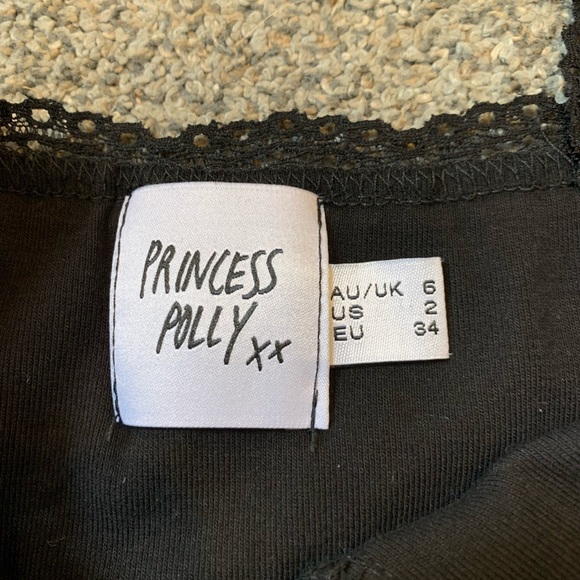 PRINCESS
POLLY xx
AU/UK 6
US 2
EU 34